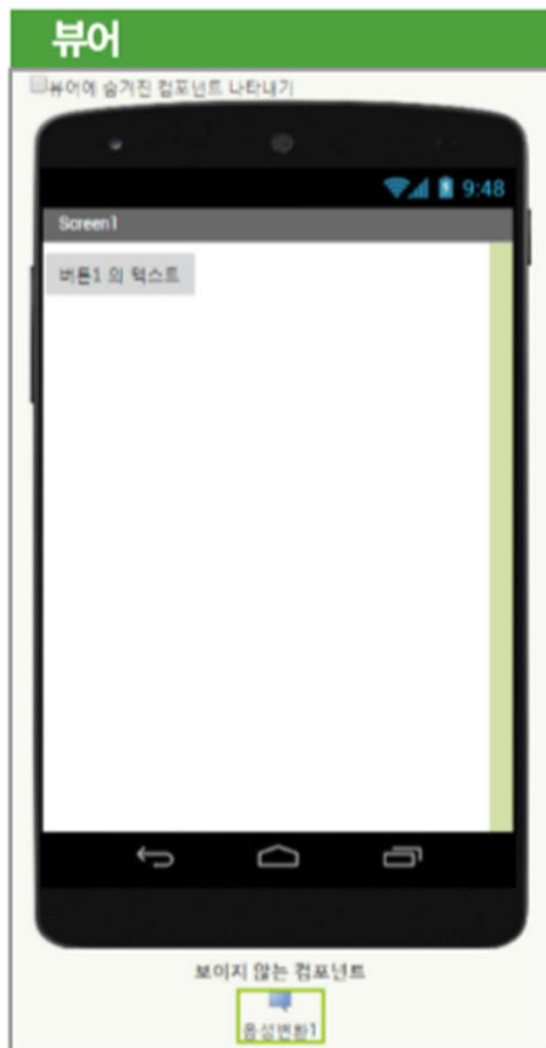 뷰어
뷰어에 숨겨진 컴포넌트 나타내기
9:48
Screen1
버튼1 의 텍스트
보이지 않는 컴포넌트
음성변환1